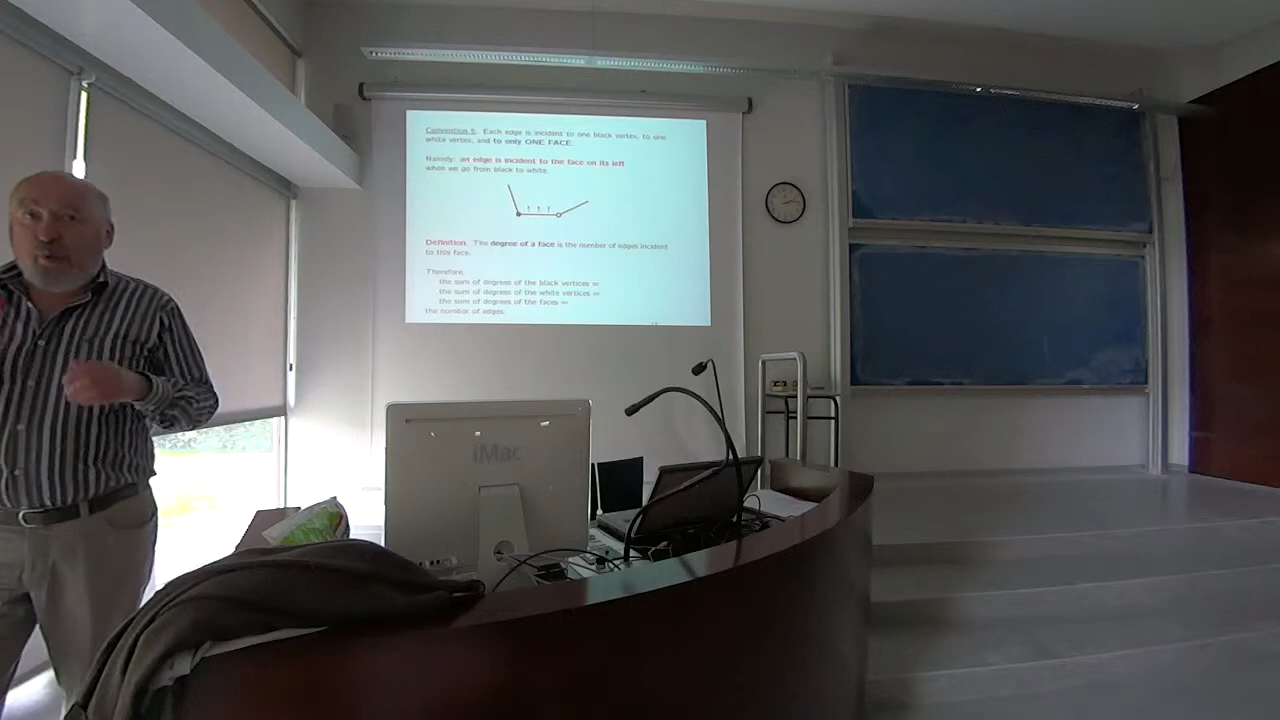 Convention 5. Each edge is incident to one black vertex, to one
white vertex, and to only ONE FACE.
Namely: an edge is incident to the face on its left
when we go from black to white.
Definition. The degree of a face is the number of edges incident
to this face.
Therefore,
the sum of degrees of the black vertices =
the sum of degrees of the white vertices =
the sum of degrees of the faces =
the number of edges.
iMac